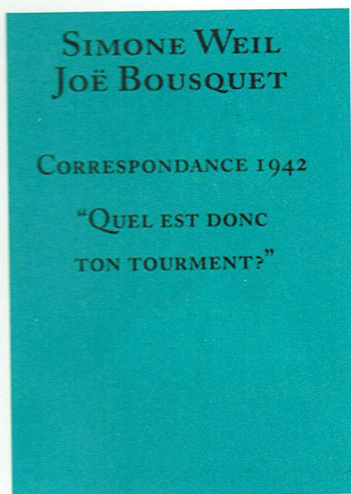 SIMONE WEIL
JOË BOUSQUET
CORRESPONDANCE 1942
“QUEL EST DONC
TON TOURMENT?”